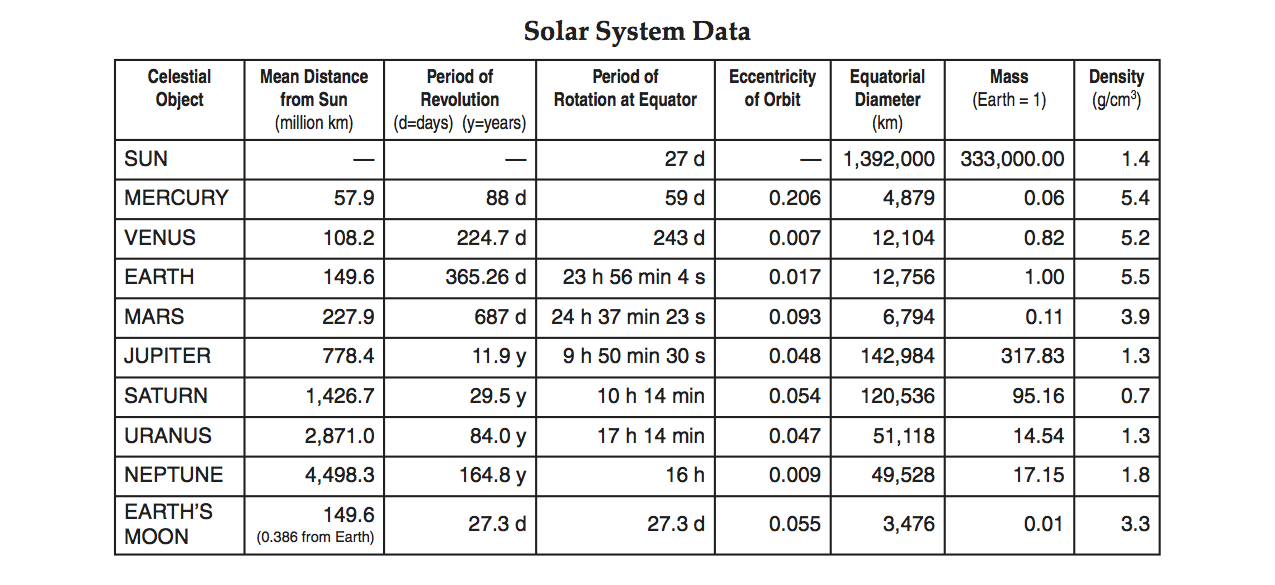 Solar System Data
Celestial Object Mean Distance from Sun (million km) Period of Revolution (d=days) (y=years) Period of Rotation at Equator Eccentricity of Orbit Equatorial Diameter (km) Mass (Earth = 1) Density (g/cm³)
SUN — — 27 d — 1,392,000 333,000.00 1.4
MERCURY 57.9 88 d 59 d 0.206 4,879 0.06 5.4
VENUS 108.2 224.7 d 243 d 0.007 12,104 0.82 5.2
EARTH 149.6 365.26 d 23 h 56 min 4 s 0.017 12,756 1.00 5.5
MARS 227.9 687 d 24 h 37 min 23 s 0.093 6,794 0.11 3.9
JUPITER 778.4 11.9 y 9 h 50 min 30 s 0.048 142,984 317.83 1.3
SATURN 1,426.7 29.5 y 10 h 14 min 0.054 120,536 95.16 0.7
URANUS 2,871.0 84.0 y 17 h 14 min 0.047 51,118 14.54 1.3
NEPTUNE 4,498.3 164.8 y 16 h 0.009 49,528 17.15 1.8
EARTH'S MOON 149.6 (0.386 from Earth) 27.3 d 27.3 d 0.055 3,476 0.01 3.3